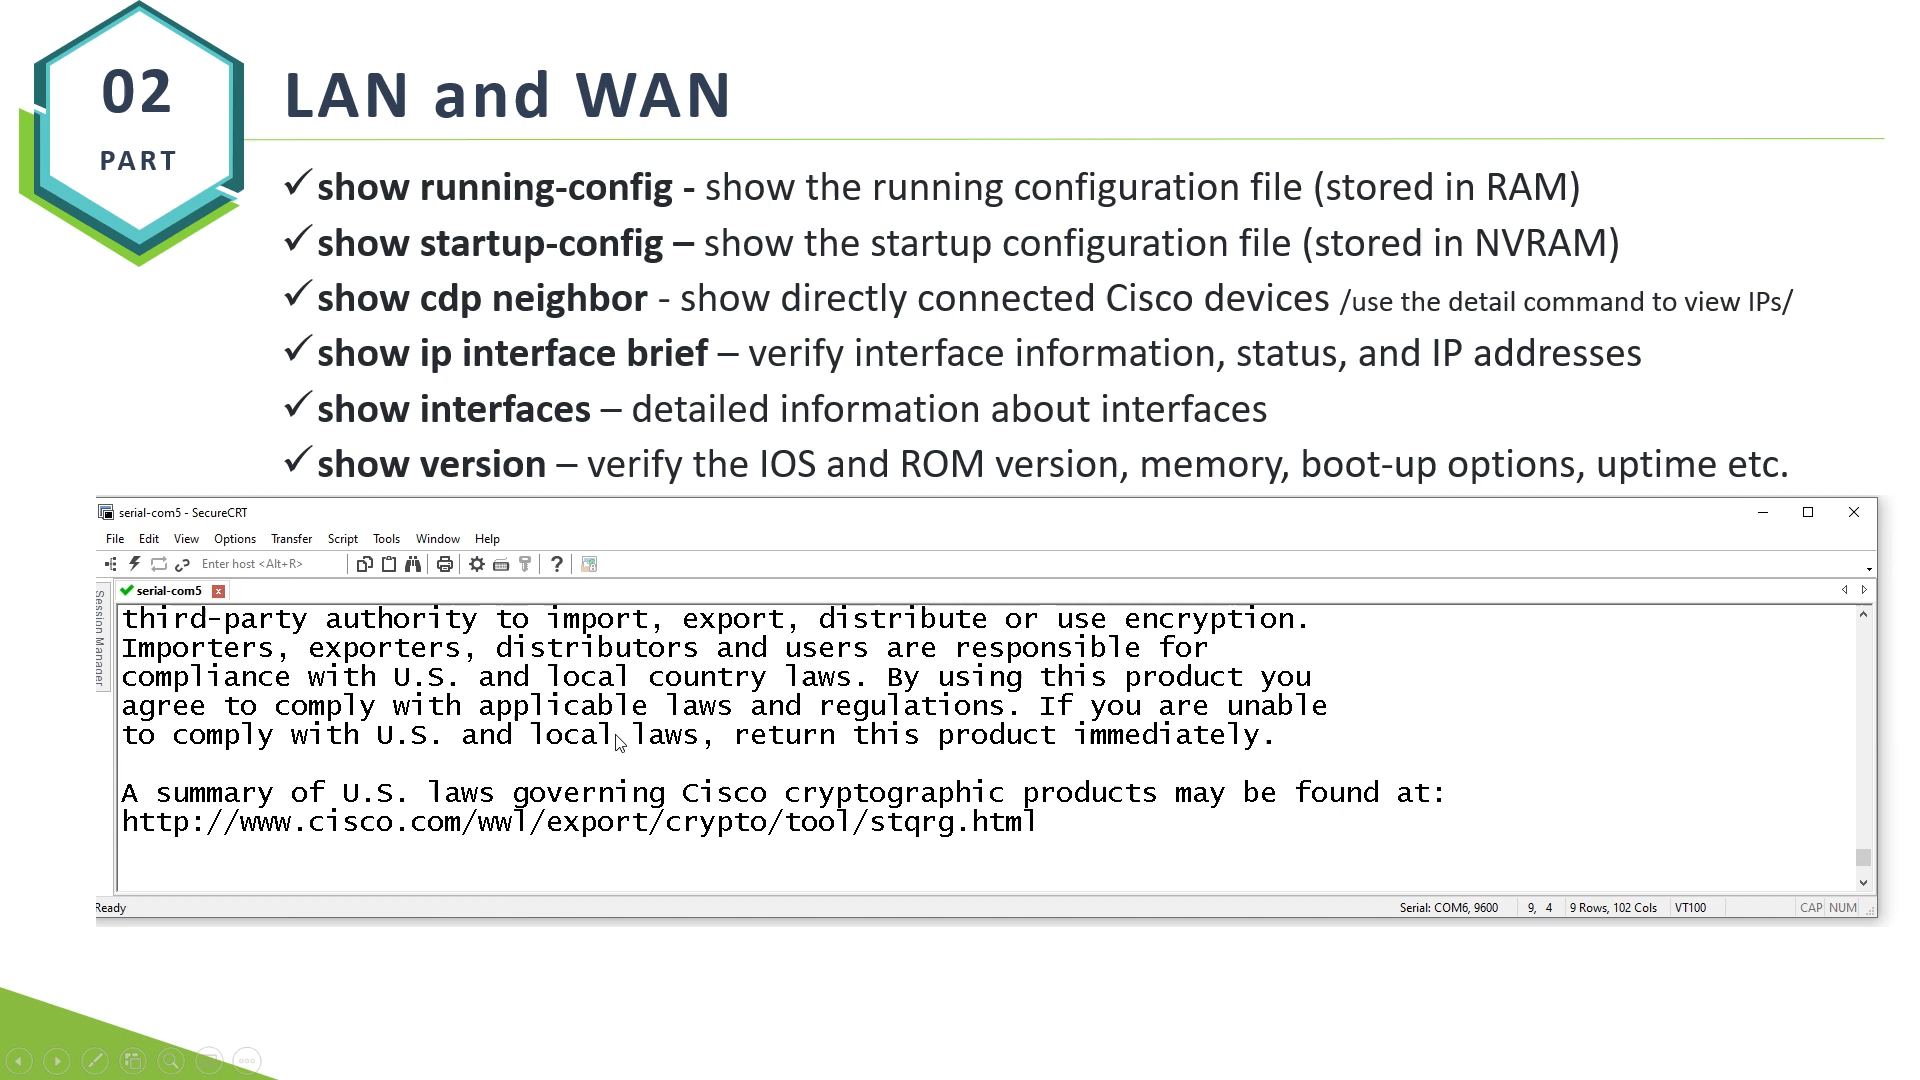 02
PART
LAN and WAN
✓ show running-config - show the running configuration file (stored in RAM)
✓ show startup-config – show the startup configuration file (stored in NVRAM)
✓ show cdp neighbor - show directly connected Cisco devices /use the detail command to view IPs/
✓ show ip interface brief – verify interface information, status, and IP addresses
✓ show interfaces – detailed information about interfaces
✓ show version – verify the IOS and ROM version, memory, boot-up options, uptime etc.
serial-com5 - SecureCRT
File Edit View Options Transfer Script Tools Window Help
Enter host <Alt+R>
serial-com5
Session Manager
third-party authority to import, export, distribute or use encryption.
Importers, exporters, distributors and users are responsible for
compliance with U.S. and local country laws. By using this product you
agree to comply with applicable laws and regulations. If you are unable
to comply with U.S. and local laws, return this product immediately.
A summary of U.S. laws governing Cisco cryptographic products may be found at:
http://www.cisco.com/wwl/export/crypto/tool/stqrg.html
Ready Serial: COM6, 9600 9, 4 9 Rows, 102 Cols VT100 CAP NUM